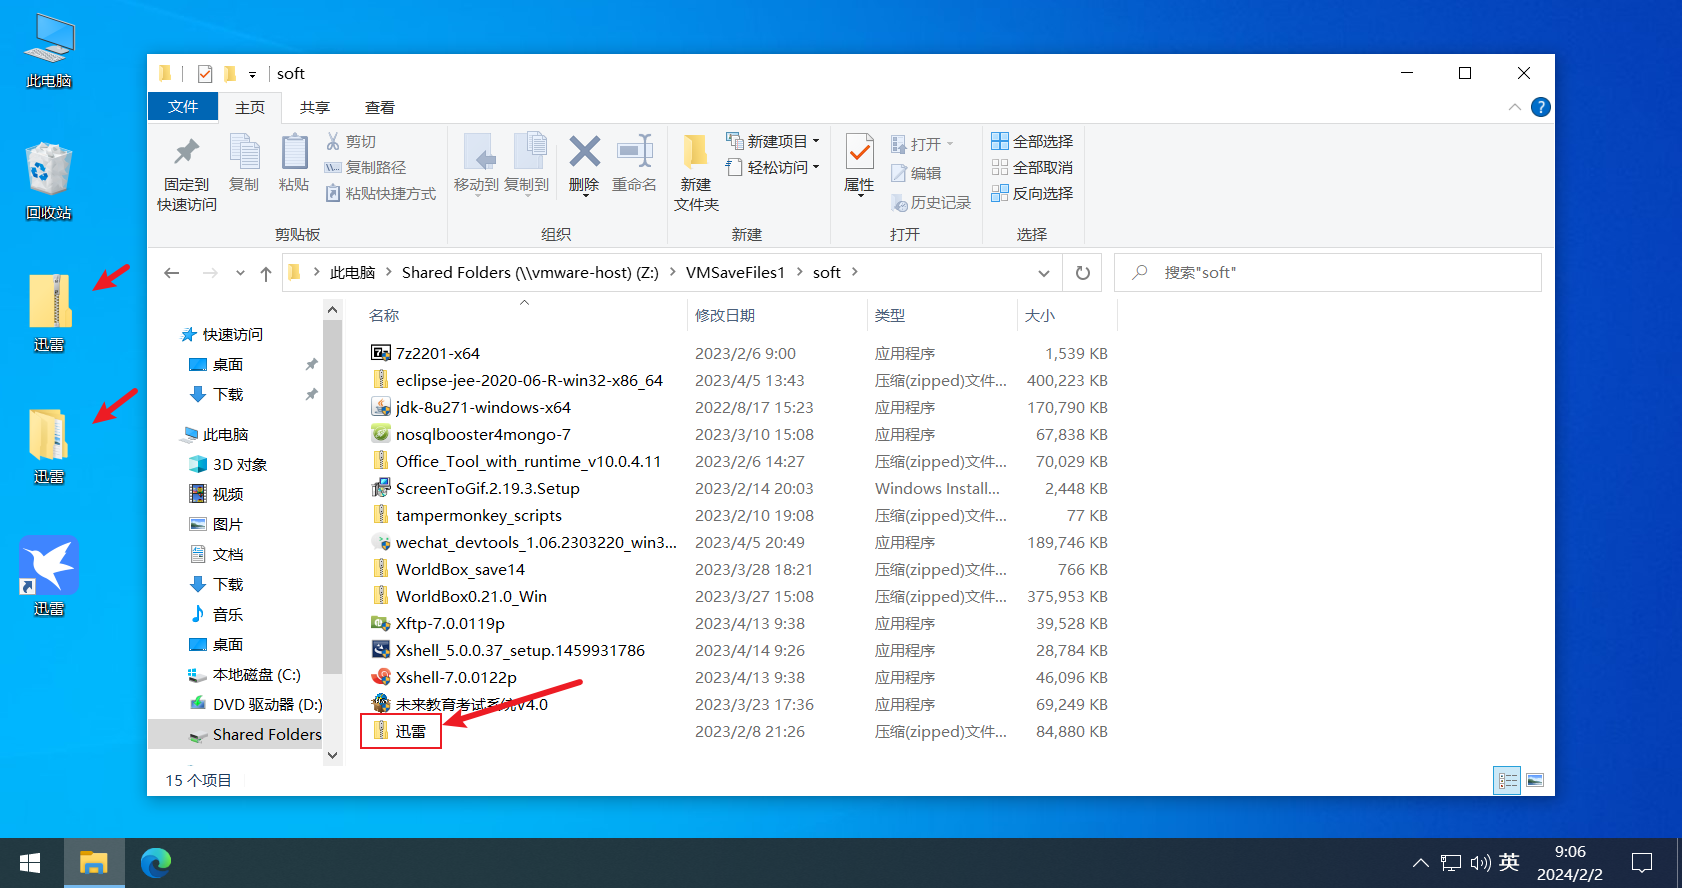 此电脑
回收站
迅雷
迅雷
迅雷
soft
文件 主页 共享 查看
固定到
快速访问
复制
粘贴
剪切
复制路径
粘贴快捷方式
剪贴板
移动到
复制到
删除
重命名
组织
新建
文件夹
新建项目
轻松访问
新建
属性
打开
编辑
历史记录
打开
全部选择
全部取消
反向选择
选择
此电脑 Shared Folders (\\vmware-host) (Z:) VMSaveFiles1 soft
搜索"soft"
快速访问
桌面
下载
此电脑
3D 对象
视频
图片
文档
下载
音乐
桌面
本地磁盘 (C:)
DVD 驱动器 (D:)
Shared Folders
名称 修改日期 类型 大小
7z2201-x64 2023/2/6 9:00 应用程序 1,539 KB
eclipse-jee-2020-06-R-win32-x86_64 2023/4/5 13:43 压缩(zipped)文件... 400,223 KB
jdk-8u271-windows-x64 2022/8/17 15:23 应用程序 170,790 KB
nosqlbooster4mongo-7 2023/3/10 15:08 应用程序 67,838 KB
Office_Tool_with_runtime_v10.0.4.11 2023/2/6 14:27 压缩(zipped)文件... 70,029 KB
ScreenToGif.2.19.3.Setup 2023/2/14 20:03 Windows Install... 2,448 KB
tampermonkey_scripts 2023/2/10 19:08 压缩(zipped)文件... 77 KB
wechat_devtools_1.06.2303220_win3... 2023/4/5 20:49 应用程序 189,746 KB
WorldBox_save14 2023/3/28 18:21 压缩(zipped)文件... 766 KB
WorldBox0.21.0_Win 2023/3/27 15:08 压缩(zipped)文件... 375,953 KB
Xftp-7.0.0119p 2023/4/13 9:38 应用程序 39,528 KB
Xshell_5.0.0.37_setup.1459931786 2023/4/14 9:26 应用程序 28,784 KB
Xshell-7.0.0122p 2023/4/13 9:38 应用程序 46,096 KB
未来教育考试系统V4.0 2023/3/23 17:36 应用程序 69,249 KB
迅雷 2023/2/8 21:26 压缩(zipped)文件... 84,880 KB
15 个项目
英
9:06
2024/2/2